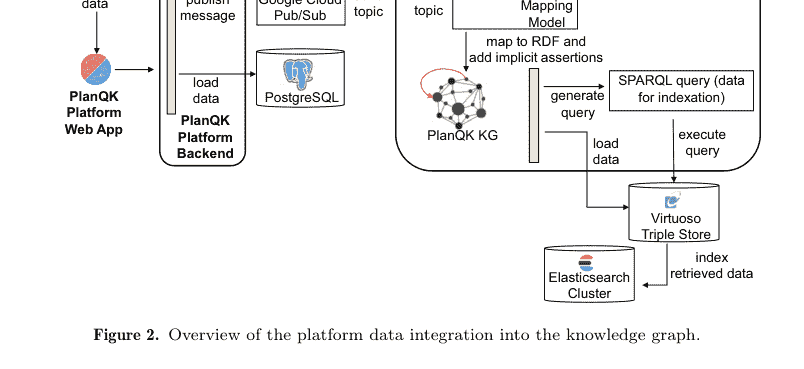 data
publish
message
Google Cloud
Pub/Sub
topic
topic
Mapping
Model
map to RDF and
add implicit assertions
PlanQK
Platform
Web App
load
data
PostgreSQL
PlanQK
Platform
Backend
PlanQK KG
generate
query
SPARQL query (data
for indexation)
load
data
execute
query
Virtuoso
Triple Store
index
retrieved data
Elasticsearch
Cluster
Figure 2. Overview of the platform data integration into the knowledge graph.